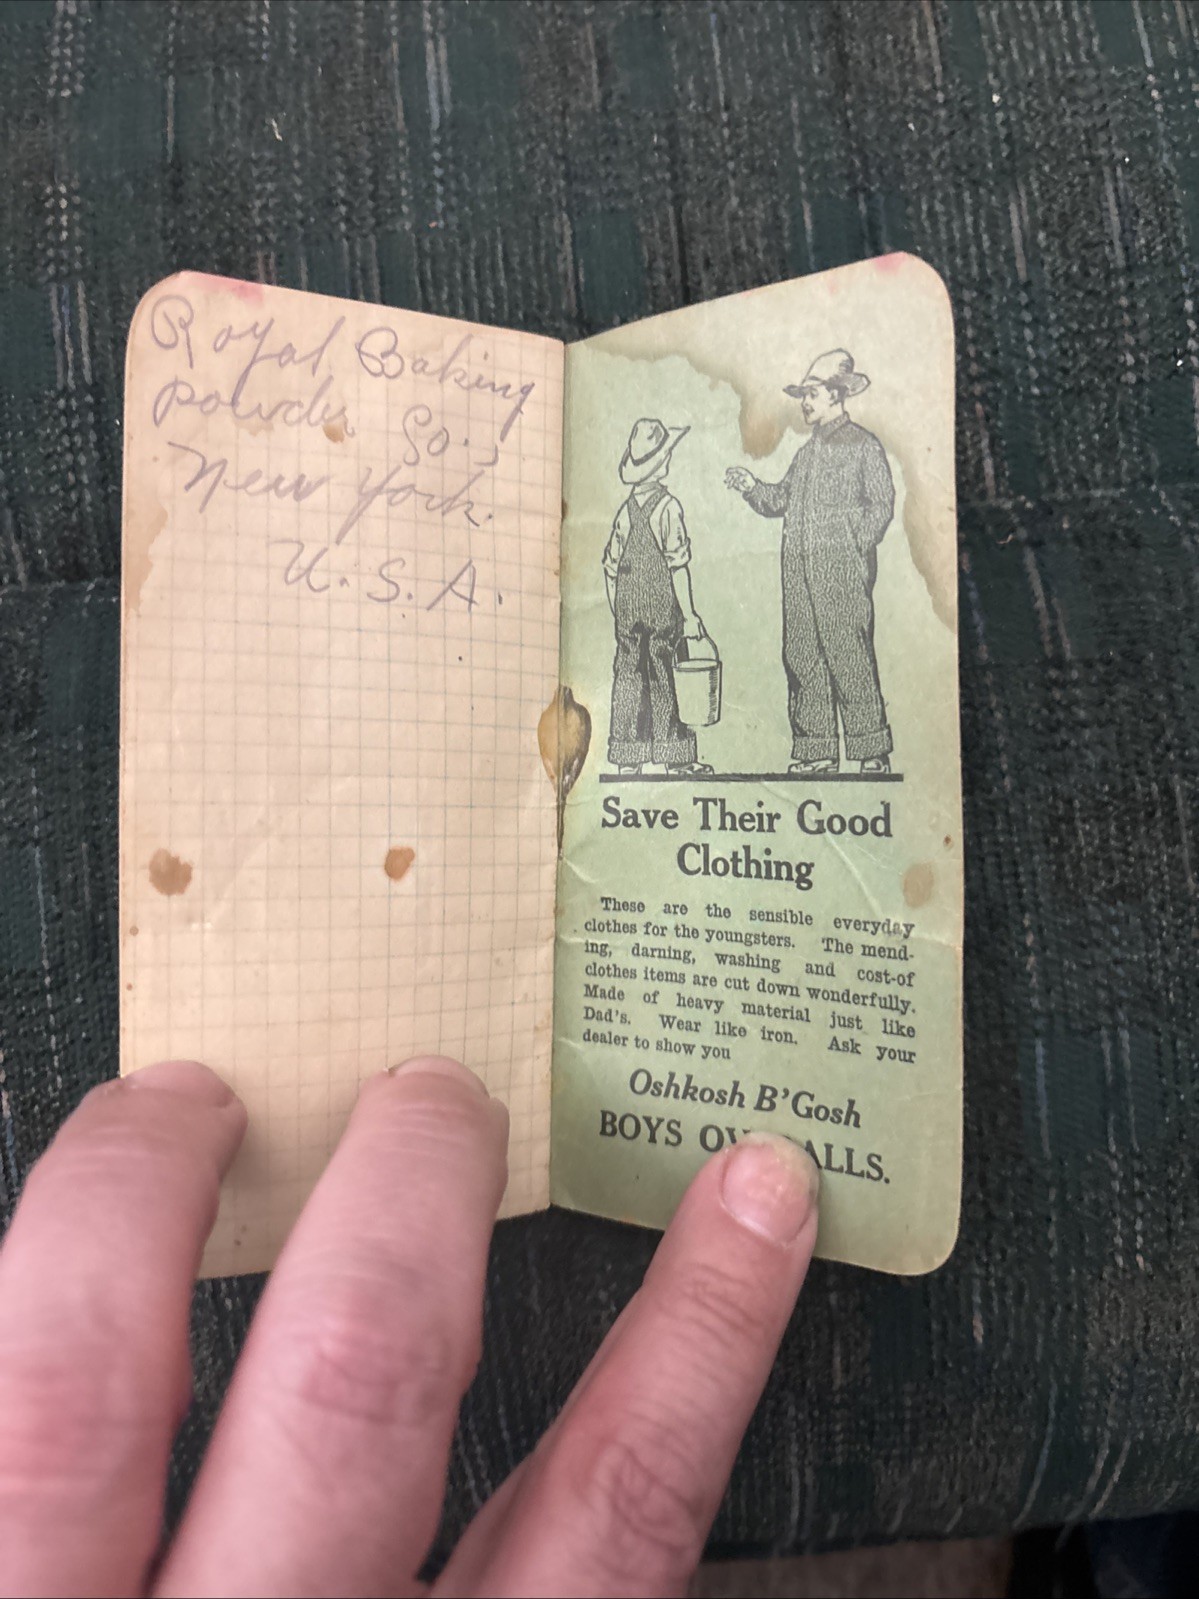 Royal Baking
Powder Co.,
New York.
U.S.A.
Save Their Good
Clothing
These are the sensible everyday
clothes for the youngsters. The mend-
ing, darning, washing and cost-of
clothes items are cut down wonderfully.
Made of heavy material just like
Dad's. Wear like iron. Ask your
dealer to show you
Oshkosh B'Gosh
BOYS